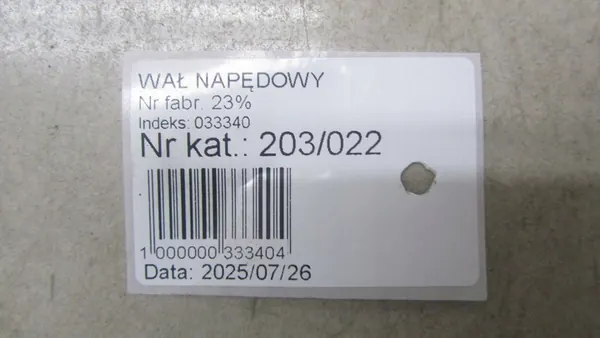 WAŁ NAPĘDOWY
Nr fabr. 23%
Indeks: 033340
Nr kat.: 203/022
1 000000 333404
Data: 2025/07/26